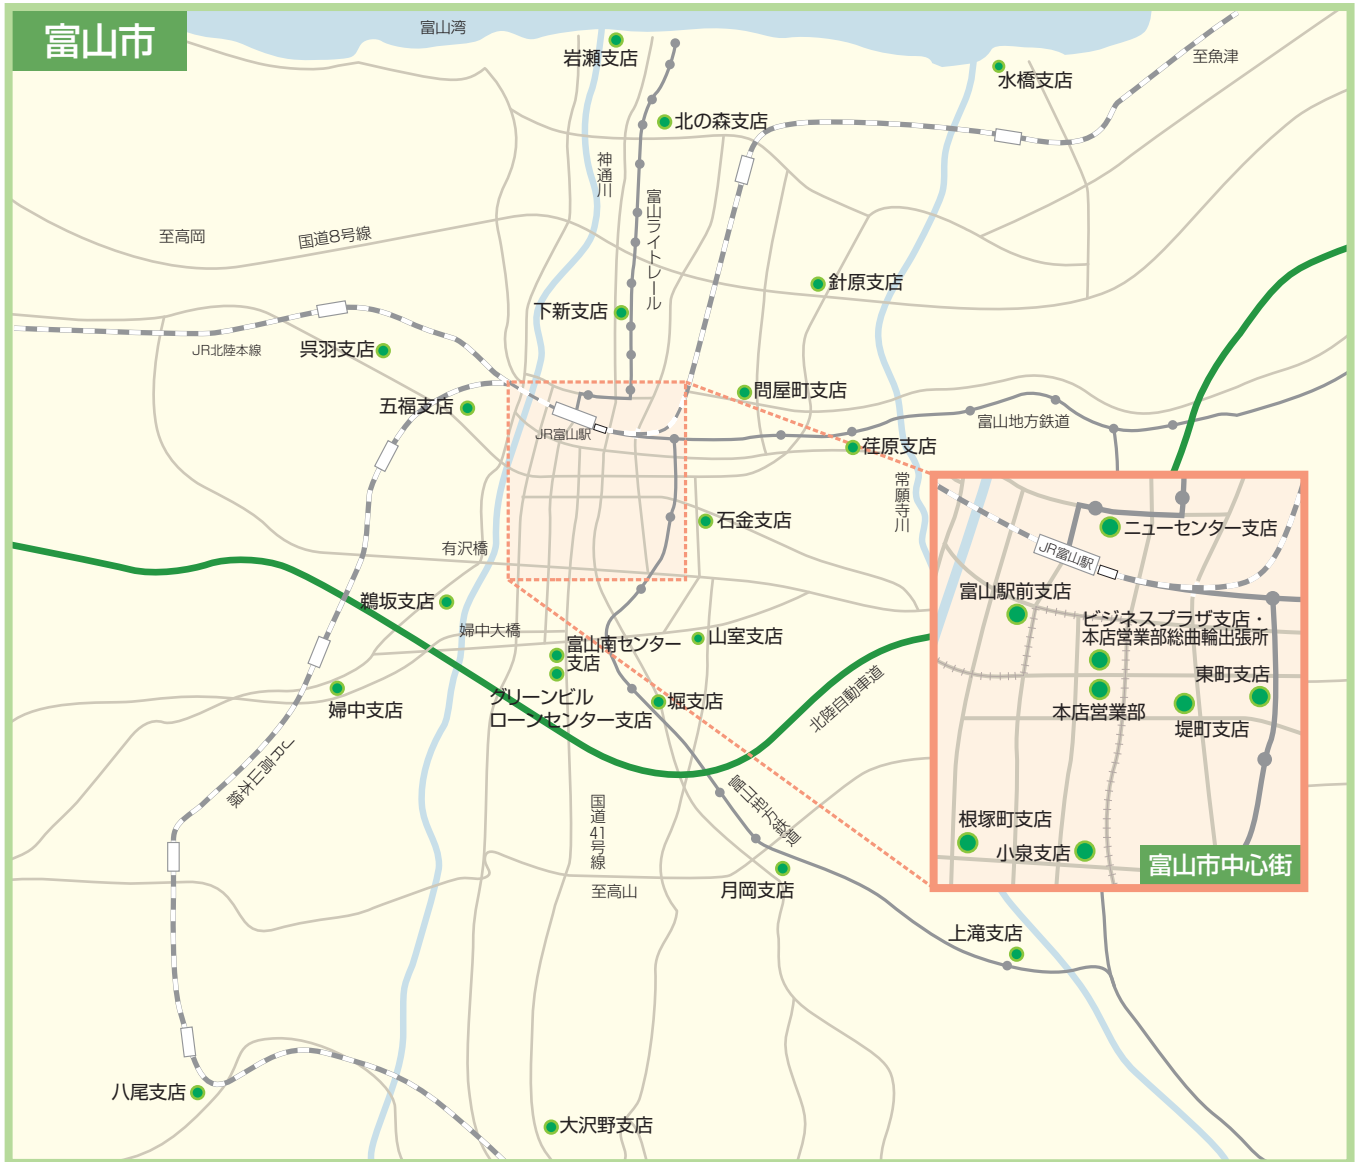 富山市
富山湾
岩瀬支店
水橋支店
至魚津
北の森支店
神通川
富山ライトレール
至高岡
国道8号線
針原支店
下新支店
JR北陸本線
呉羽支店
五福支店
問屋町支店
富山地方鉄道
JR富山駅
荏原支店
常願寺川
石金支店
有沢橋
鵜坂支店
婦中大橋
富山南センター
支店
山室支店
グリーンビル
ローンセンター支店
堀支店
婦中支店
北陸自動車道
JR高山本線
富山地方鉄道
国道41号線
至高山
月岡支店
上滝支店
八尾支店
大沢野支店
ニューセンター支店
JR富山駅
富山駅前支店
ビジネスプラザ支店・
本店営業部総曲輪出張所
東町支店
本店営業部
堤町支店
根塚町支店
小泉支店
富山市中心街